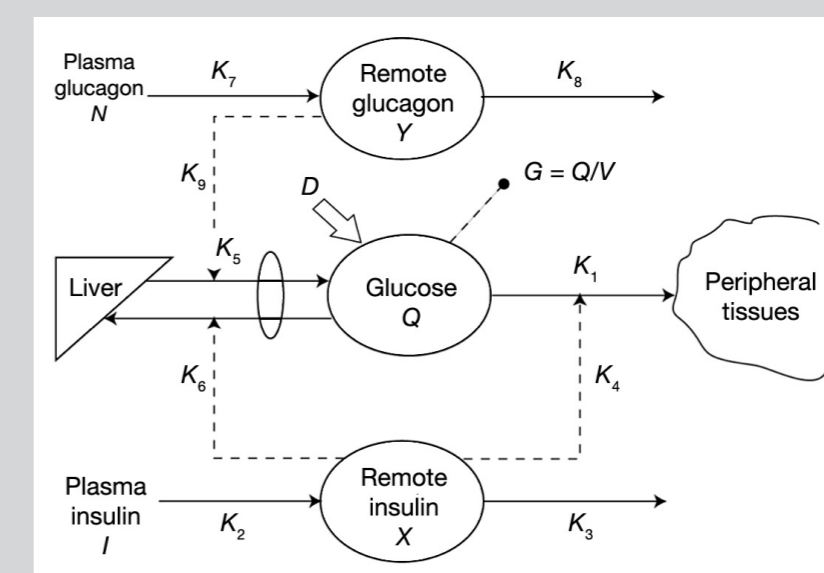 Plasma
glucagon
N
K7
Remote
glucagon
Y
K8
K9
D
G = Q/V
K5
Liver
Glucose
Q
K1
Peripheral
tissues
K6
K4
Plasma
insulin
I
K2
Remote
insulin
X
K3